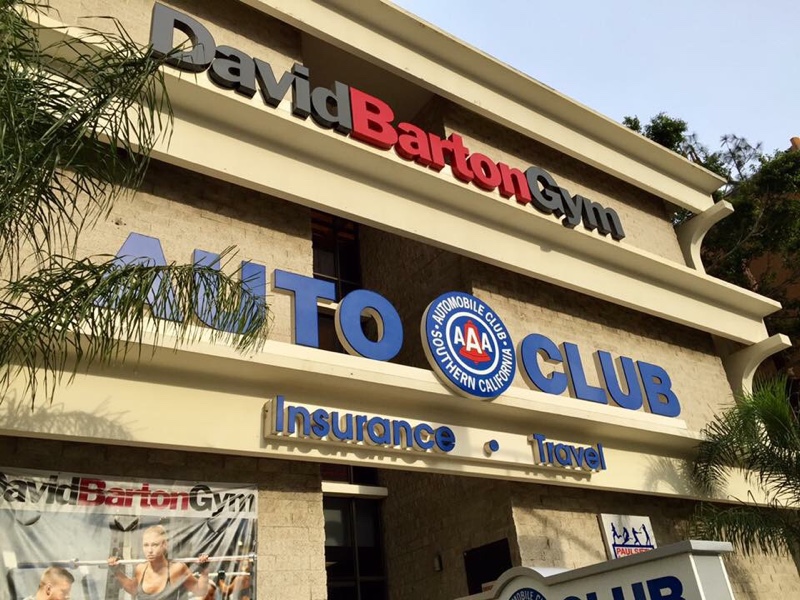 DavidBartonGym
AUTO CLUB
AUTOMOBILE CLUB
AAA
SOUTHERN CALIFORNIA
Insurance • Travel
DavidBartonGym
CLUB